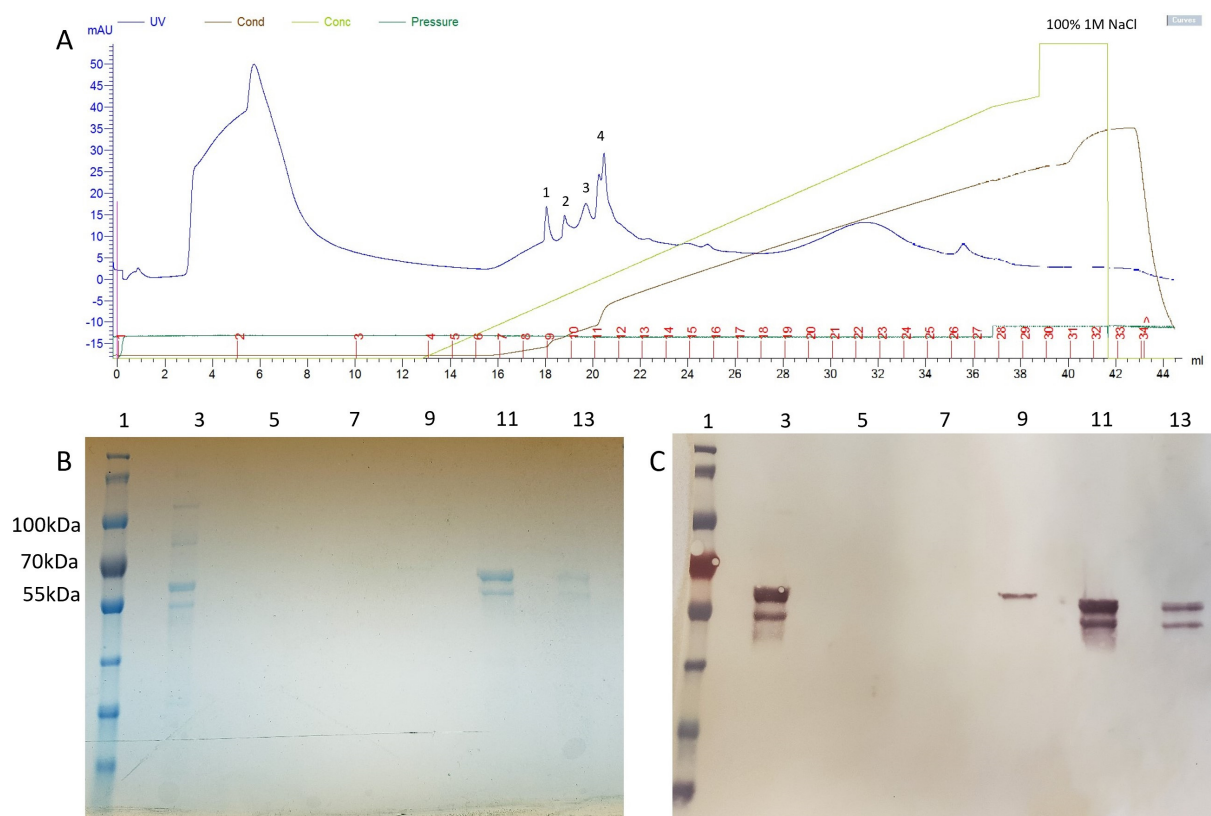 UV Cond Conc Pressure
100% 1M NaCl
Curves
A
mAU
50
45
40
35
30
25
20
15
10
5
0
-5
-10
-15
1 2 3 4
1 2 3 4 5 6 7 8 9 10 11 12 13 14 15 16 17 18 19 20 21 22 23 24 25 26 27 28 29 30 31 32 33 34 >
0 2 4 6 8 10 12 14 16 18 20 22 24 26 28 30 32 34 36 38 40 42 44 ml
1 3 5 7 9 11 13
B
100kDa
70kDa
55kDa
1 3 5 7 9 11 13
C